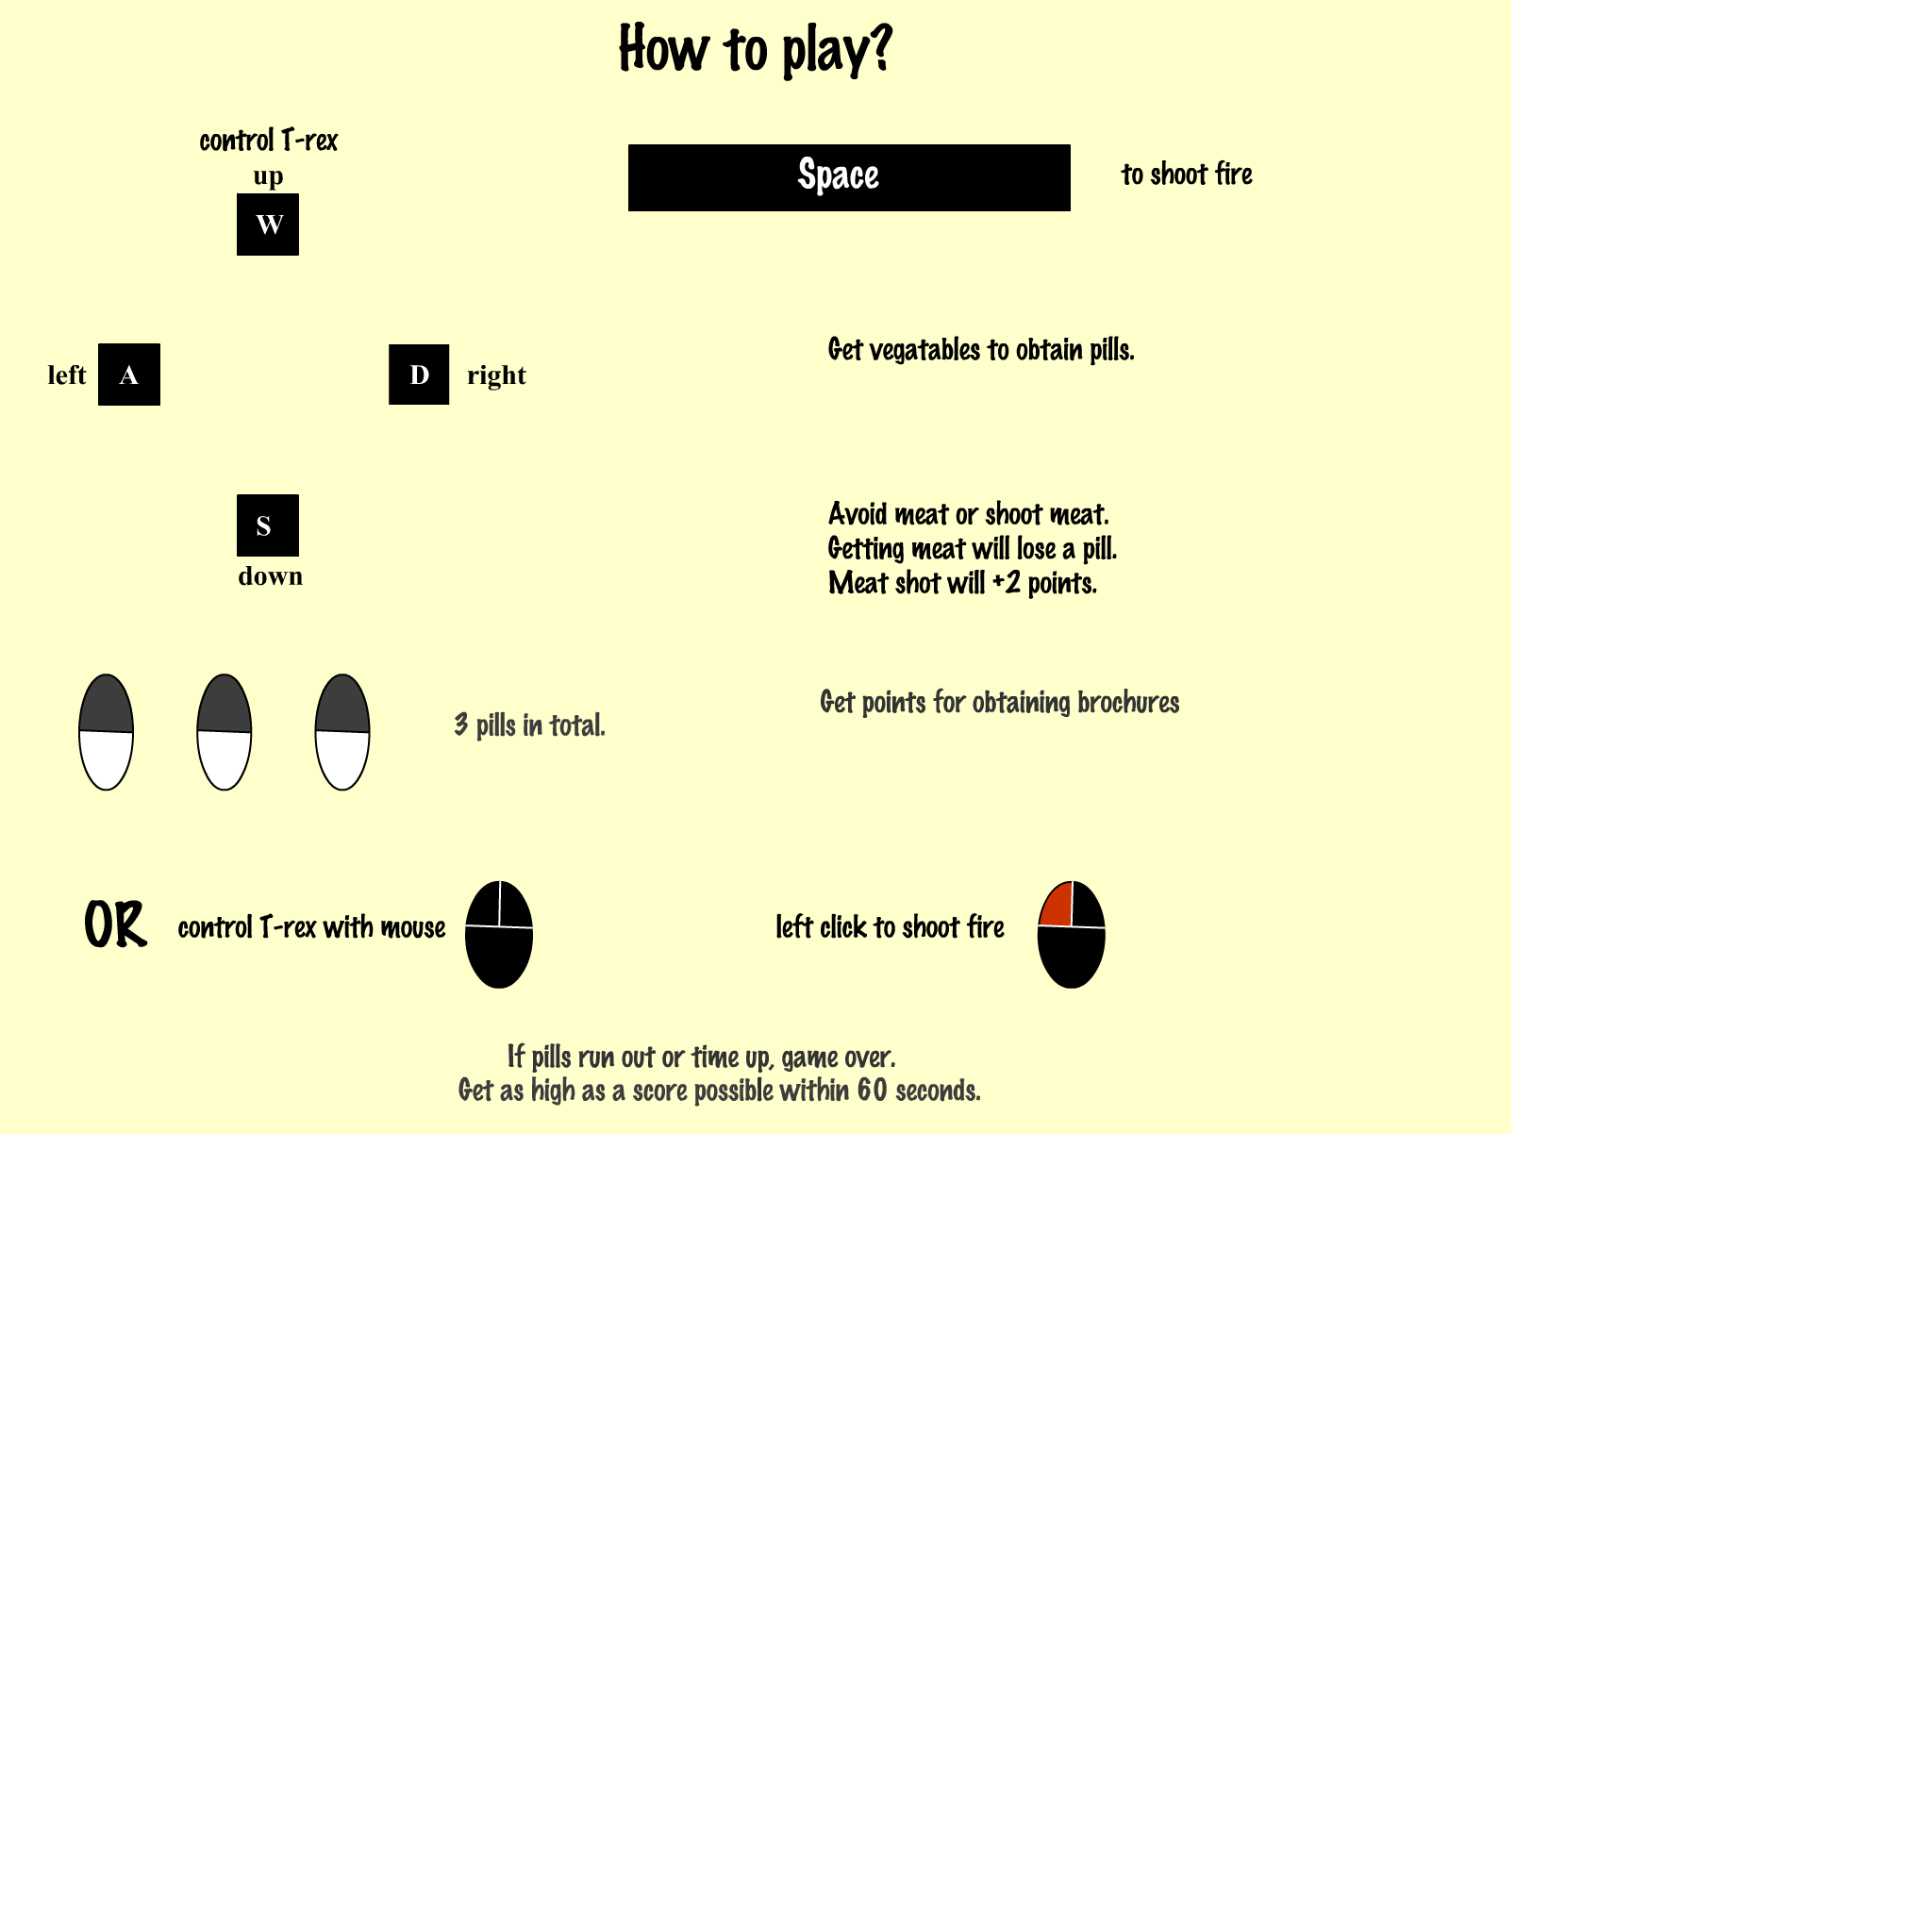 How to play?
control T-rex
up
W
Space
to shoot fire
left
A
D
right
Get vegatables to obtain pills.
S
down
Avoid meat or shoot meat.
Getting meat will lose a pill.
Meat shot will +2 points.
3 pills in total.
Get points for obtaining brochures
OR
control T-rex with mouse
left click to shoot fire
If pills run out or time up, game over.
Get as high as a score possible within 60 seconds.